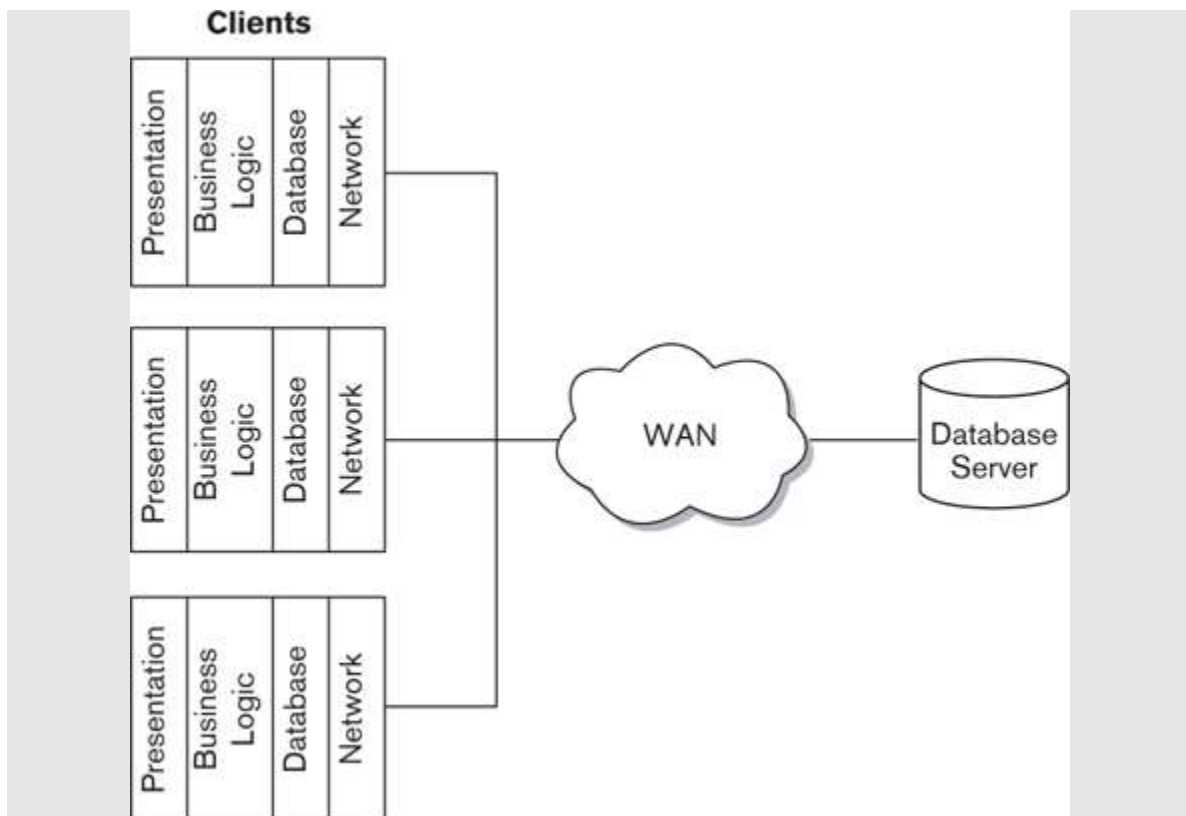 Clients
Presentation
Business
Logic
Database
Network
Presentation
Business
Logic
Database
Network
WAN
Database
Server
Presentation
Business
Logic
Database
Network